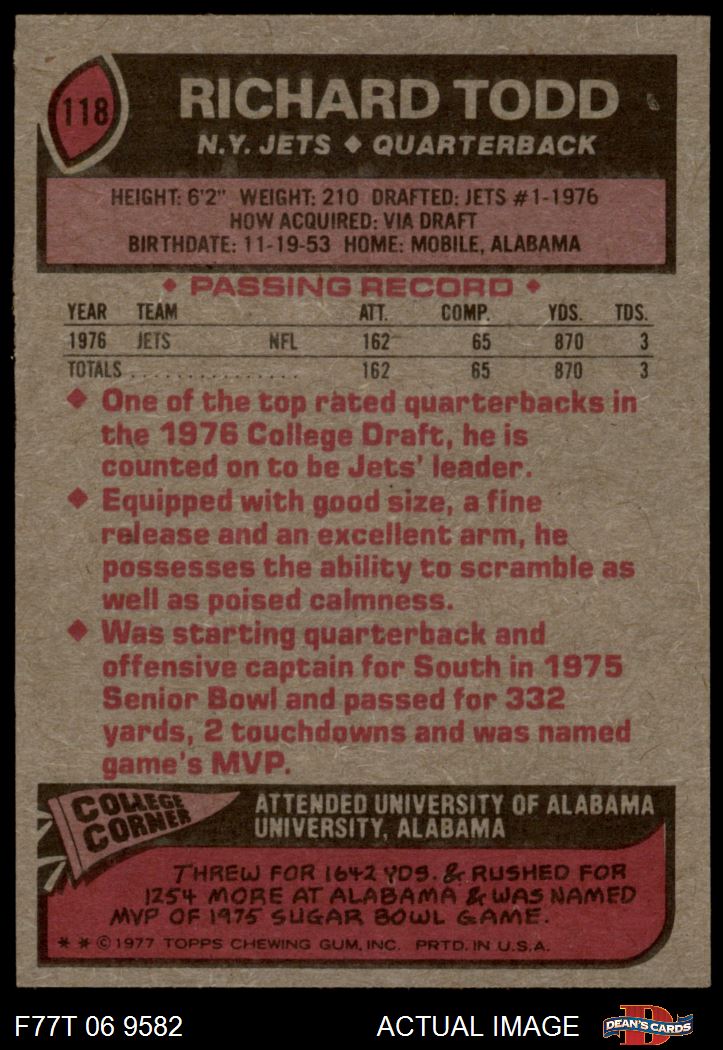 118
RICHARD TODD
N.Y. JETS ◆ QUARTERBACK
HEIGHT: 6'2" WEIGHT: 210 DRAFTED: JETS #1-1976
HOW ACQUIRED: VIA DRAFT
BIRTHDATE: 11-19-53 HOME: MOBILE, ALABAMA
◆ PASSING RECORD ◆
YEAR TEAM ATT. COMP. YDS. TDS.
1976 JETS NFL 162 65 870 3
TOTALS . . . . . . . . . . . . . . . 162 65 870 3
◆ One of the top rated quarterbacks in
the 1976 College Draft, he is
counted on to be Jets' leader.
◆ Equipped with good size, a fine
release and an excellent arm, he
possesses the ability to scramble as
well as poised calmness.
◆ Was starting quarterback and
offensive captain for South in 1975
Senior Bowl and passed for 332
yards, 2 touchdowns and was named
game's MVP.
COLLEGE
CORNER
ATTENDED UNIVERSITY OF ALABAMA
UNIVERSITY, ALABAMA
THREW FOR 1642 YDS. & RUSHED FOR
1254 MORE AT ALABAMA & WAS NAMED
MVP OF 1975 SUGAR BOWL GAME.
* * © 1977 TOPPS CHEWING GUM, INC. PRTD. IN U.S.A.
F77T 06 9582 ACTUAL IMAGE
D
DEAN'S CARDS